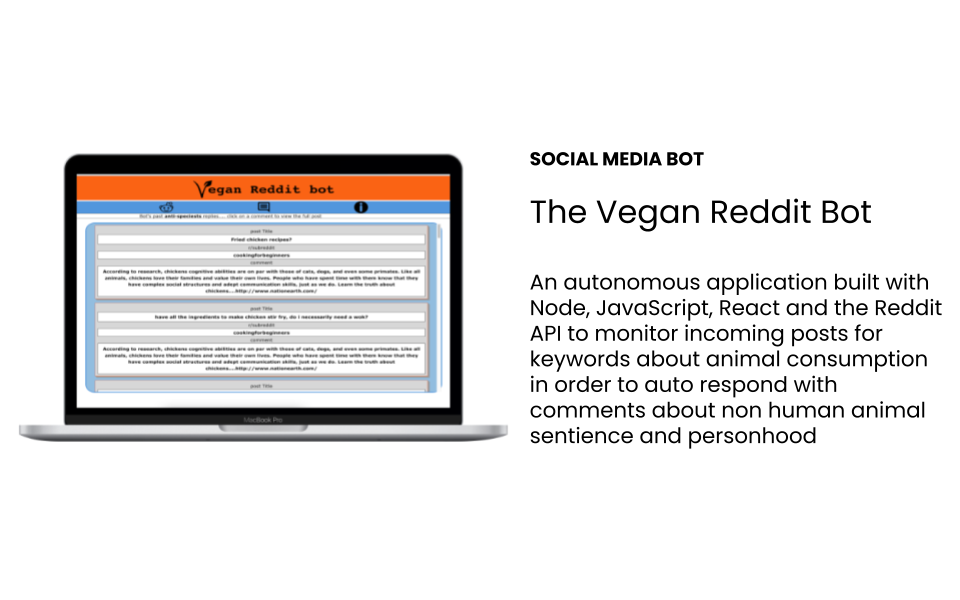 SOCIAL MEDIA BOT
The Vegan Reddit Bot
An autonomous application built with
Node, JavaScript, React and the Reddit
API to monitor incoming posts for
keywords about animal consumption
in order to auto respond with
comments about non human animal
sentience and personhood
Vegan Reddit bot
Bot's past anti-speciesis replies.... click on a comment to view the full post
post Title
Fried chicken recipes?
r/subreddit
cookingforbeginners
comment
According to research, chickens cognitive abilities are on par with those of cats, dogs, and even some primates. Like all
animals, chickens love their families and value their own lives. People who have spent time with them know that they
have complex social structures and adept communication skills, just as we do. Learn the truth about
chickens...http://www.nationearth.com/
post Title
have all the ingredients to make chicken stir fry, do i necessarily need a wok?
r/subreddit
cookingforbeginners
comment
According to research, chickens cognitive abilities are on par with those of cats, dogs, and even some primates. Like all
animals, chickens love their families and value their own lives. People who have spent time with them know that they
have complex social structures and adept communication skills, just as we do. Learn the truth about
chickens...http://www.nationearth.com/
post Title
MacBook Pro